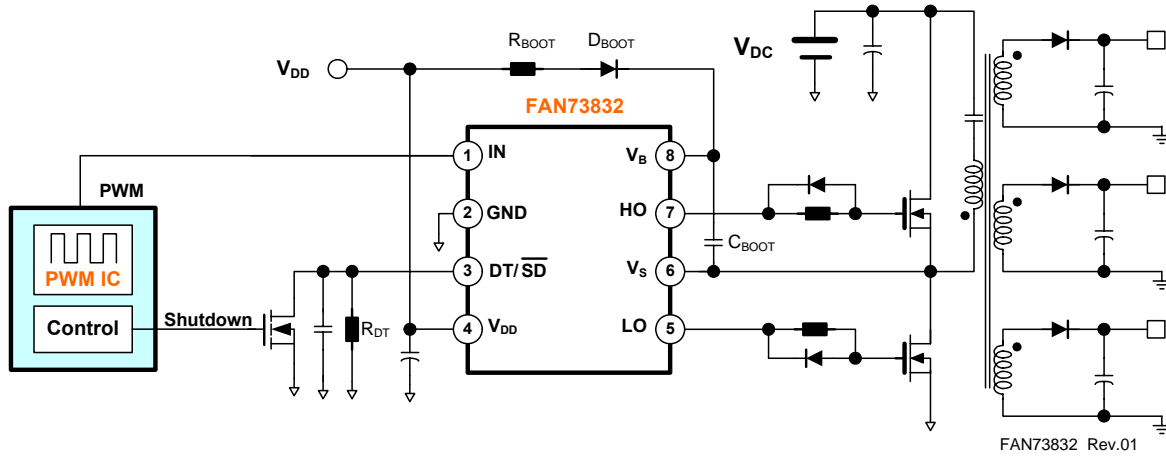 R_BOOT D_BOOT
V_DD
V_DC
FAN73832
1 IN
V_B 8
PWM
2 GND
HO 7
C_BOOT
PWM IC
3 DT/S̅D̅
V_S 6
Control
Shutdown
R_DT
4 V_DD
LO 5
FAN73832 Rev.01